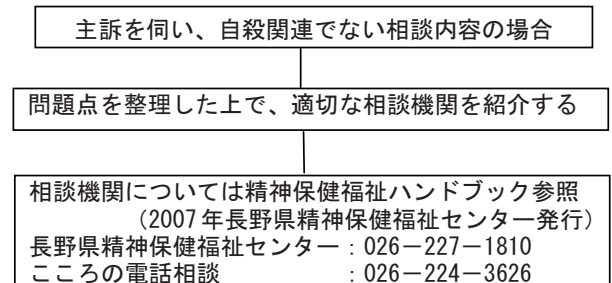 主訴を伺い、自殺関連でない相談内容の場合
問題点を整理した上で、適切な相談機関を紹介する
相談機関については精神保健福祉ハンドブック参照
（2007年長野県精神保健福祉センター発行）
長野県精神保健福祉センター：026－227－1810
こころの電話相談　　　　　：026－224－3626